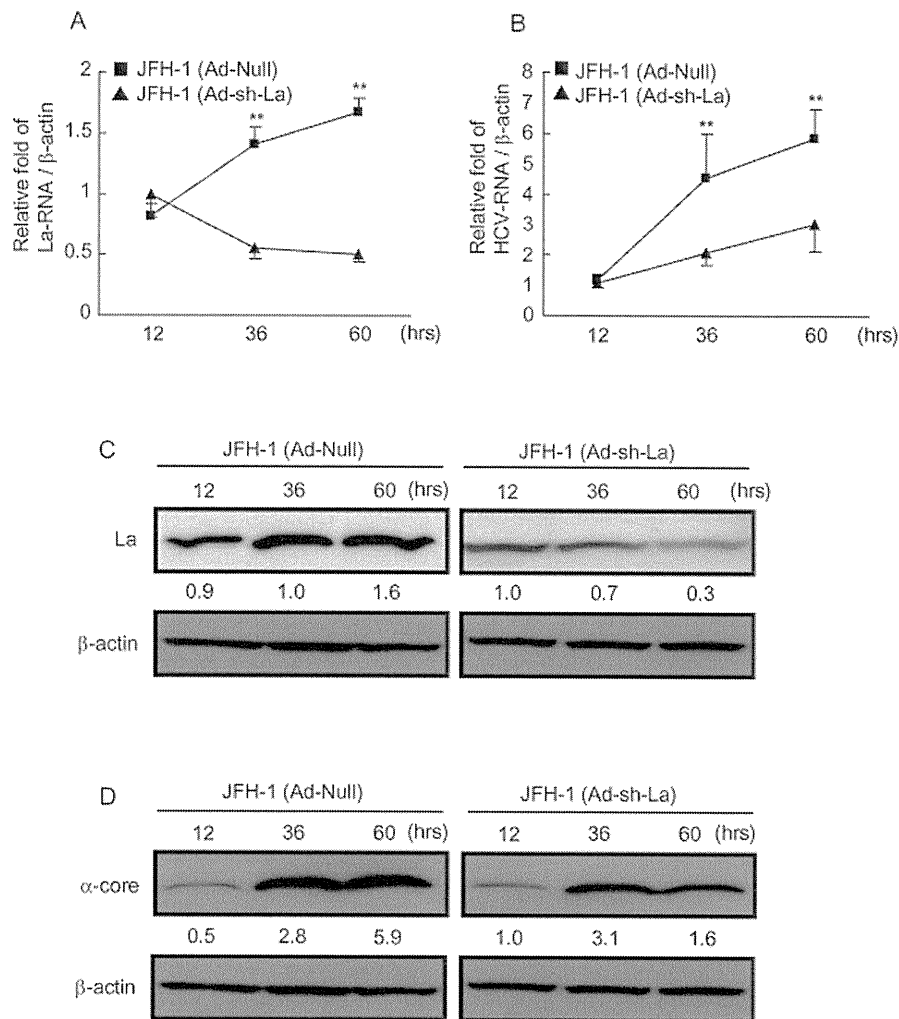 A
■ JFH-1 (Ad-Null)
▲ JFH-1 (Ad-sh-La)
Relative fold of
La-RNA / β-actin
2
1.5
1
0.5
0
**
**
12 36 60 (hrs)
B
■ JFH-1 (Ad-Null)
▲ JFH-1 (Ad-sh-La)
Relative fold of
HCV-RNA / β-actin
8
7
6
5
4
3
2
1
0
**
**
12 36 60 (hrs)
C
JFH-1 (Ad-Null) JFH-1 (Ad-sh-La)
12 36 60 (hrs) 12 36 60 (hrs)
La
0.9 1.0 1.6 1.0 0.7 0.3
β-actin
D
JFH-1 (Ad-Null) JFH-1 (Ad-sh-La)
12 36 60 (hrs) 12 36 60 (hrs)
α-core
0.5 2.8 5.9 1.0 3.1 1.6
β-actin